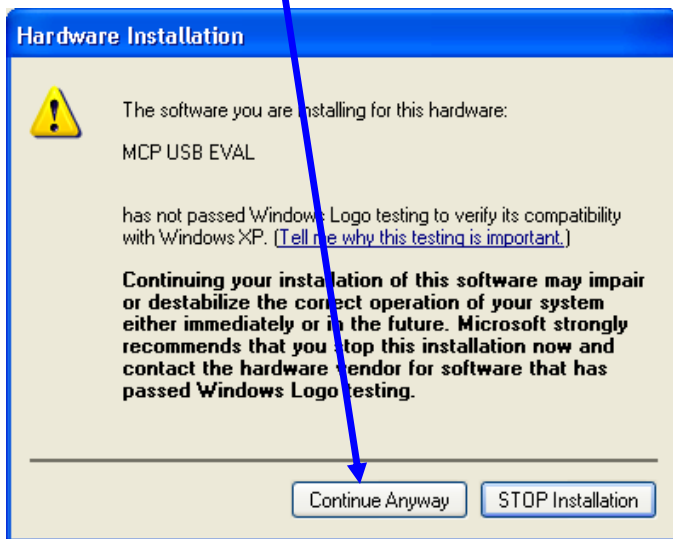 Hardware Installation
The software you are installing for this hardware:
MCP USB EVAL
has not passed Windows Logo testing to verify its compatibility
with Windows XP. (Tell me why this testing is important.)
Continuing your installation of this software may impair
or destabilize the correct operation of your system
either immediately or in the future. Microsoft strongly
recommends that you stop this installation now and
contact the hardware vendor for software that has
passed Windows Logo testing.
Continue Anyway
STOP Installation